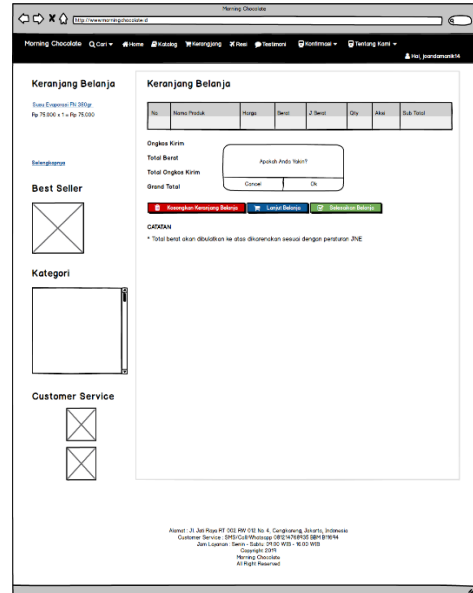 Morning Chocolate
http://www.morningchocolate.id
Morning Chocolate Cari Home Katalog Keranjang Resi Testimoni Konfirmasi Tentang Kami
Hai, joandamanik14
Keranjang Belanja
Susu Evaporasi FN 380gr
Rp 75.000 x 1 = Rp 75.000
Selengkapnya
Best Seller
Kategori
Customer Service
Keranjang Belanja
No Nama Produk Harga Berat J.Berat Qty Aksi Sub Total
Ongkos Kirim
Total Berat
Total Ongkos Kirim
Grand Total
Apakah Anda Yakin?
Cancel Ok
Kosongkan Keranjang Belanja Lanjut Belanja Selesaikan Belanja
CATATAN
* Total berat akan dibulatkan ke atas dikarenakan sesuai dengan peraturan JNE
Alamat : Jl. Jati Raya RT 002 RW 012 No 4, Cengkareng, Jakarta, Indonesia
Customer Service : SMS/Call/Whatsapp BBM
Jam Layanan : Senin - Sabtu: 09.00 WIB - 16.00 WIB
Copyright 2019
Morning Chocolate
All Right Reserved